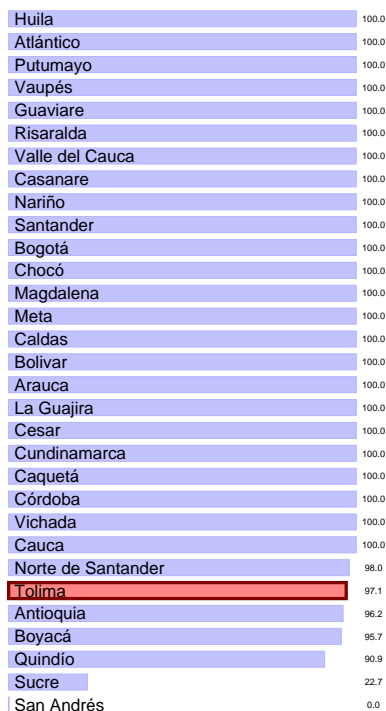 Huila 100.0
Atlántico 100.0
Putumayo 100.0
Vaupés 100.0
Guaviare 100.0
Risaralda 100.0
Valle del Cauca 100.0
Casanare 100.0
Nariño 100.0
Santander 100.0
Bogotá 100.0
Chocó 100.0
Magdalena 100.0
Meta 100.0
Caldas 100.0
Bolivar 100.0
Arauca 100.0
La Guajira 100.0
Cesar 100.0
Cundinamarca 100.0
Caquetá 100.0
Córdoba 100.0
Vichada 100.0
Cauca 100.0
Norte de Santander 98.0
Tolima 97.1
Antioquia 96.2
Boyacá 95.7
Quindío 90.9
Sucre 22.7
San Andrés 0.0